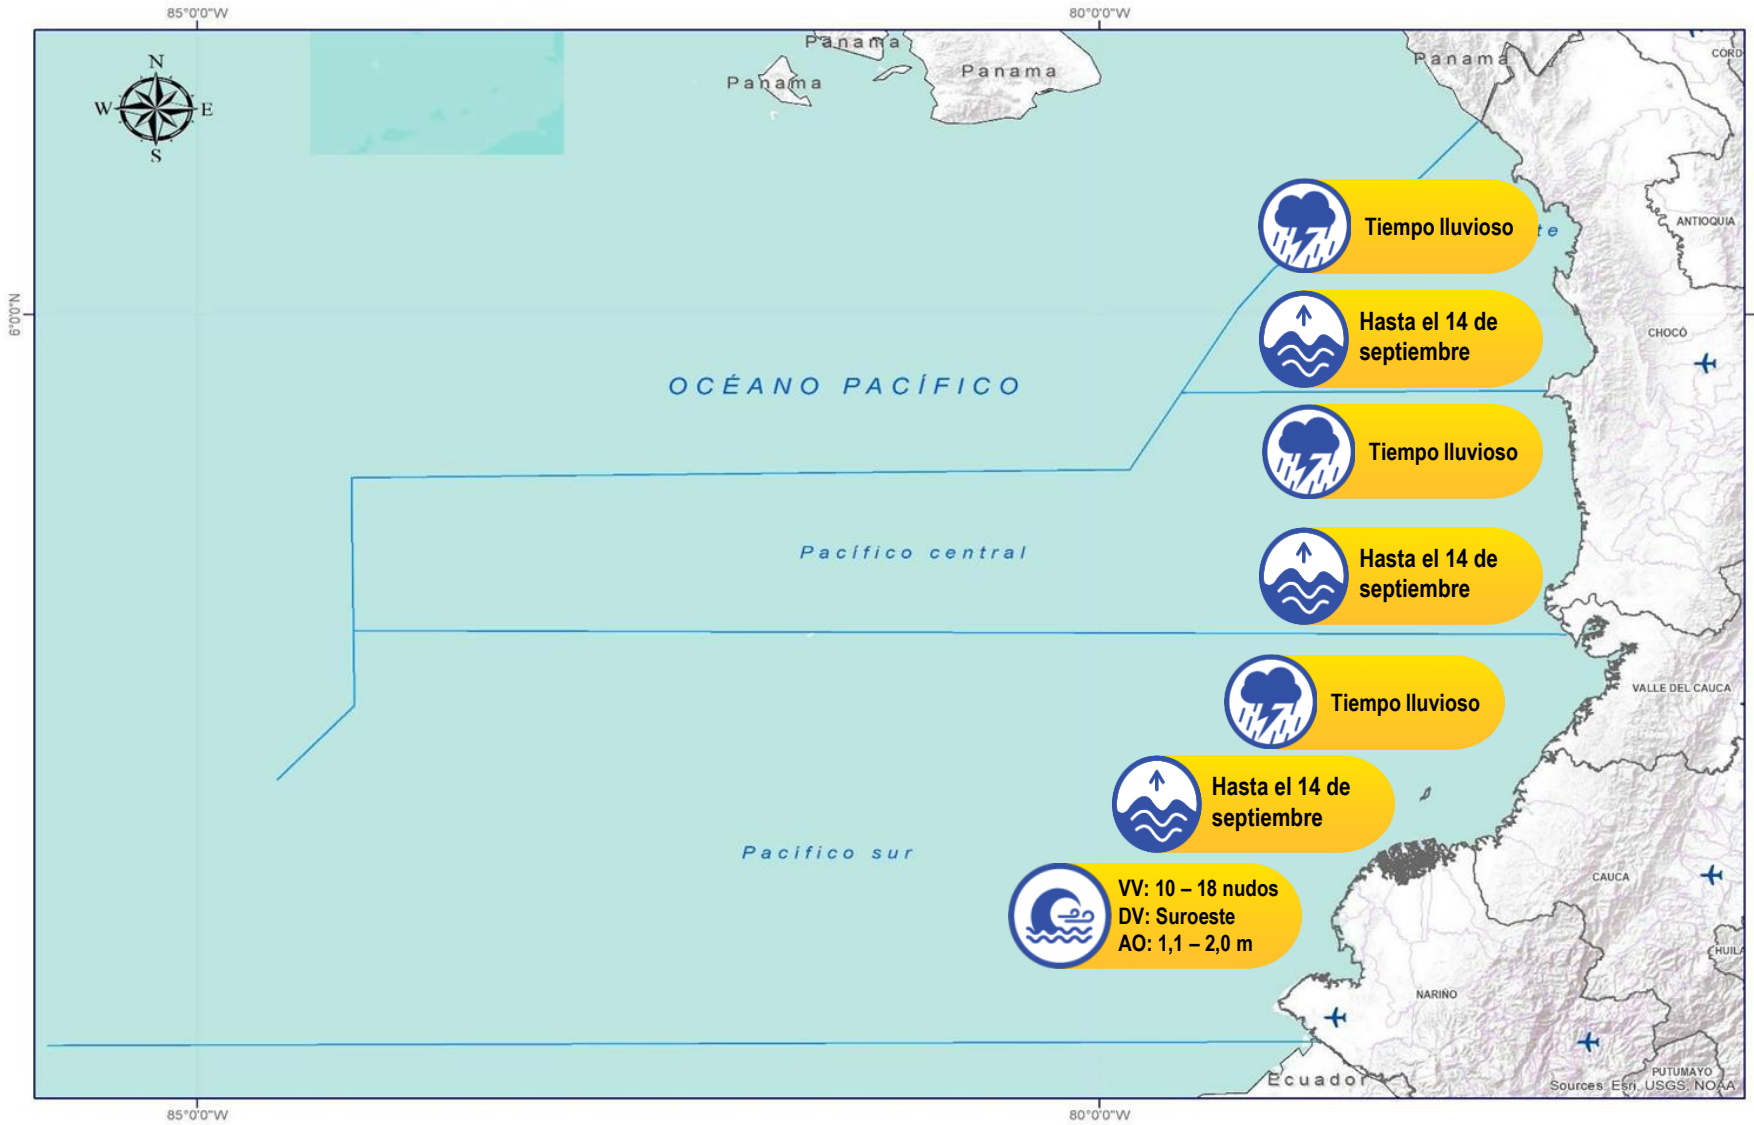 85°0'0"W
80°0'0"W
N
W
E
S
Panama
Panama
Panama
Panama
CORD
ANTIOQUIA
Tiempo lluvioso
te
6°0'0"N
Hasta el 14 de
septiembre
CHOCÓ
OCÉANO PACÍFICO
Tiempo lluvioso
Pacífico central
Hasta el 14 de
septiembre
VALLE DEL CAUCA
Tiempo lluvioso
Hasta el 14 de
septiembre
Pacífico sur
CAUCA
VV: 10 – 18 nudos
DV: Suroeste
AO: 1,1 – 2,0 m
HUILA
NARIÑO
PUTUMAYO
Ecuador
Sources: Esri, USGS, NOAA
85°0'0"W
80°0'0"W